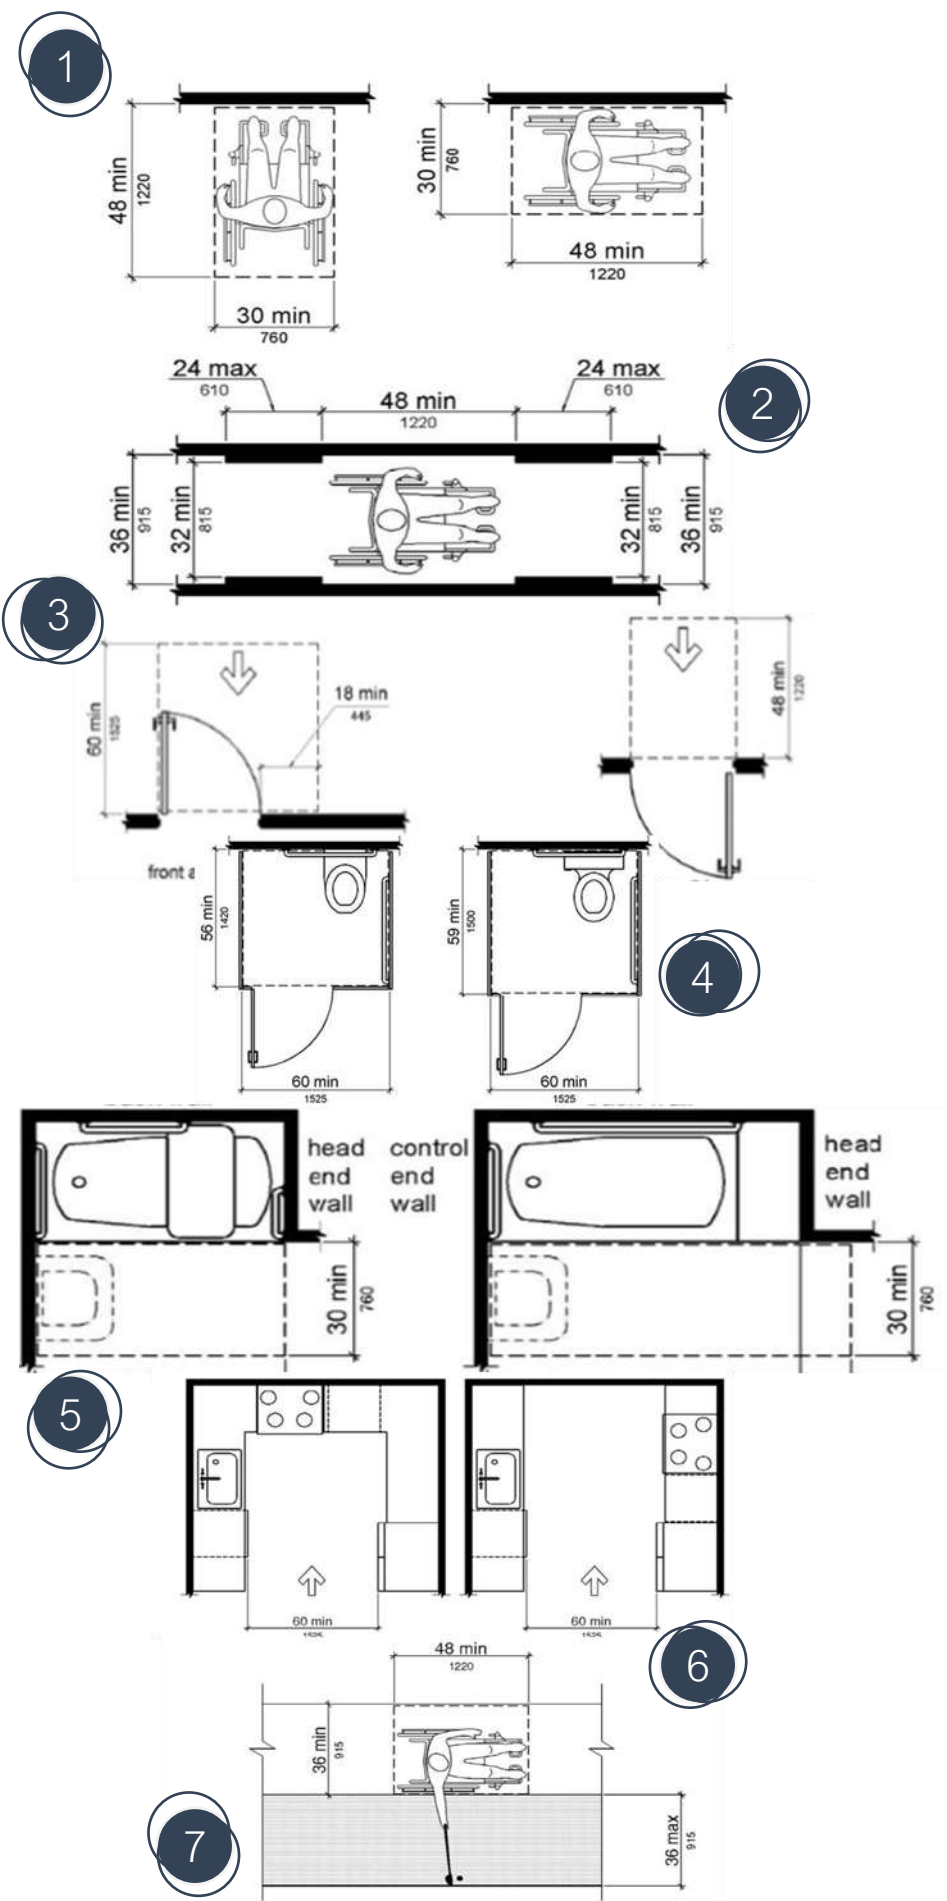 1
48 min
1220
30 min
760
30 min
760
48 min
1220
2
24 max
610
48 min
1220
24 max
610
36 min
915
32 min
815
32 min
815
36 min
915
3
60 min
1525
18 min
445
48 min
1220
front a
4
56 min
1420
60 min
1525
59 min
1500
60 min
1525
head
end
wall
30 min
760
control
end
wall
head
end
wall
30 min
760
5
60 min
60 min
6
48 min
1220
36 min
915
36 max
915
7